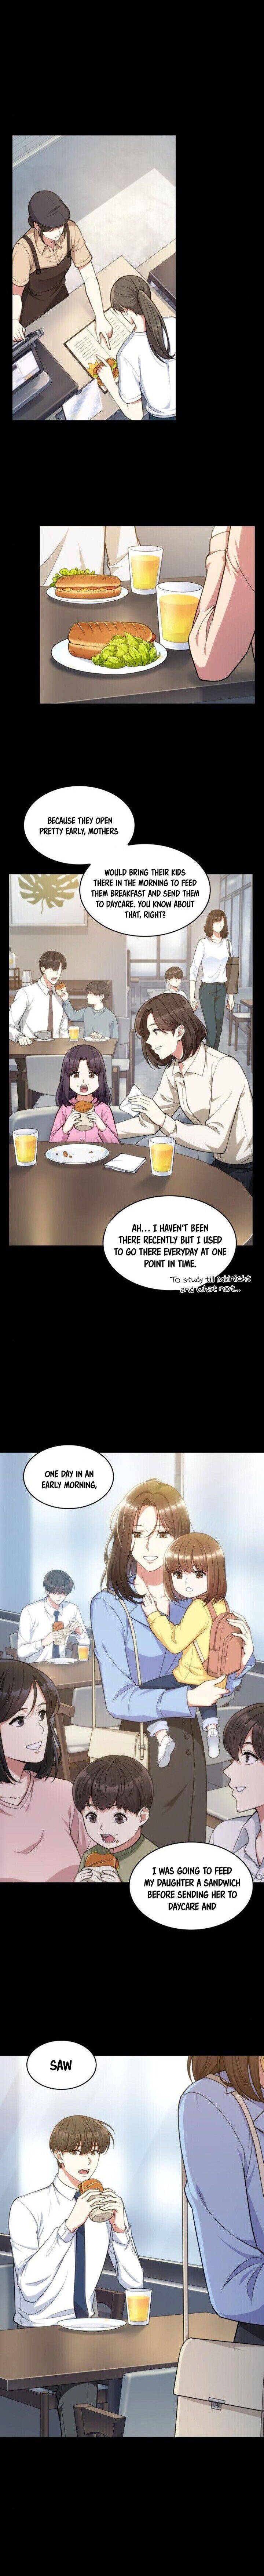 BECAUSE THEY OPEN
PRETTY EARLY, MOTHERS
WOULD BRING THEIR KIDS
THERE IN THE MORNING TO FEED
THEM BREAKFAST AND SEND THEM
TO DAYCARE. YOU KNOW ABOUT
THAT, RIGHT?
AH... I HAVEN'T BEEN
THERE RECENTLY BUT I USED
TO GO THERE EVERYDAY AT ONE
POINT IN TIME.
To study till midnight
and what not...
ONE DAY IN AN
EARLY MORNING,
I WAS GOING TO FEED
MY DAUGHTER A SANDWICH
BEFORE SENDING HER TO
DAYCARE AND
SAW